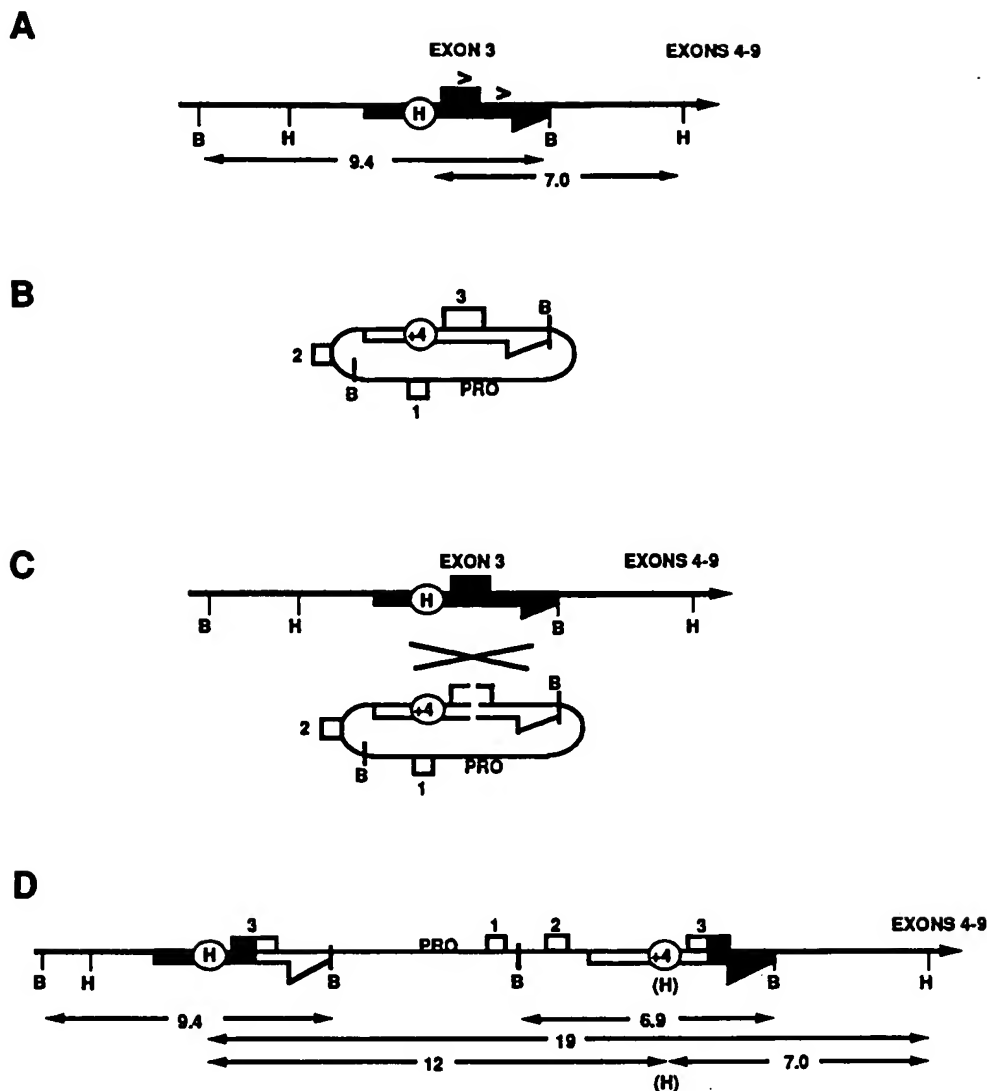 A
EXON 3 EXONS 4-9
> >
H
B H B H
9.4
7.0
B
3 B
+4
2
B PRO
1
C
EXON 3 EXONS 4-9
H
B H B H
B
+4
2
B PRO
1
D
3 PRO 1 2 3 EXONS 4-9
H +4
B H B B (H) B H
9.4 6.9
19
12 7.0
(H)